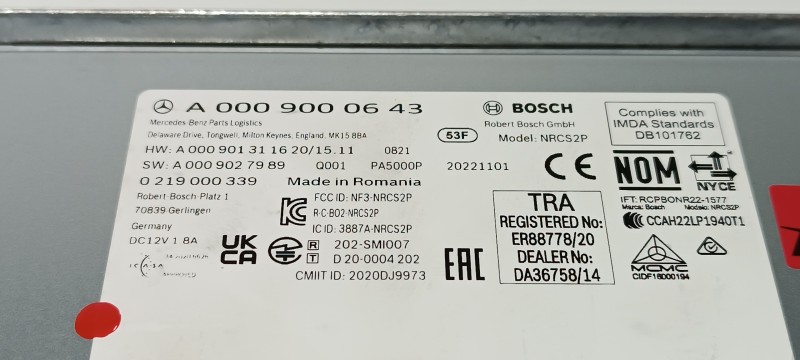 A 000 900 06 43
Mercedes-Benz Parts Logistics
Delaware Drive, Tongwell, Milton Keynes, England, MK15 8BA
HW: A 000 901 31 16 20/15.11 0821
SW: A 000 902 79 89 Q001 PA5000P 20221101
0 219 000 339 Made in Romania
Robert-Bosch-Platz 1
70839 Gerlingen
Germany
DC12V 1.8A
FCC ID: NF3-NRCS2P
R-C-BO2-NRCS2P
IC ID: 3887A-NRCS2P
R 202-SMI007
T D 20-0004 202
CMIIT ID: 2020DJ9973
UK
CA
ICASA
BOSCH
Robert Bosch GmbH
53F
Model: NRCS2P
CE
EAC
TRA
REGISTERED No:
ER88778/20
DEALER No:
DA36758/14
Complies with
IMDA Standards
DB101762
NOM
NYCE
IFT: RCPBONR22-1577
Marca: Bosch Modelo: NRCS2P
CCAH22LP1940T1
MCMC
CIDF16000194